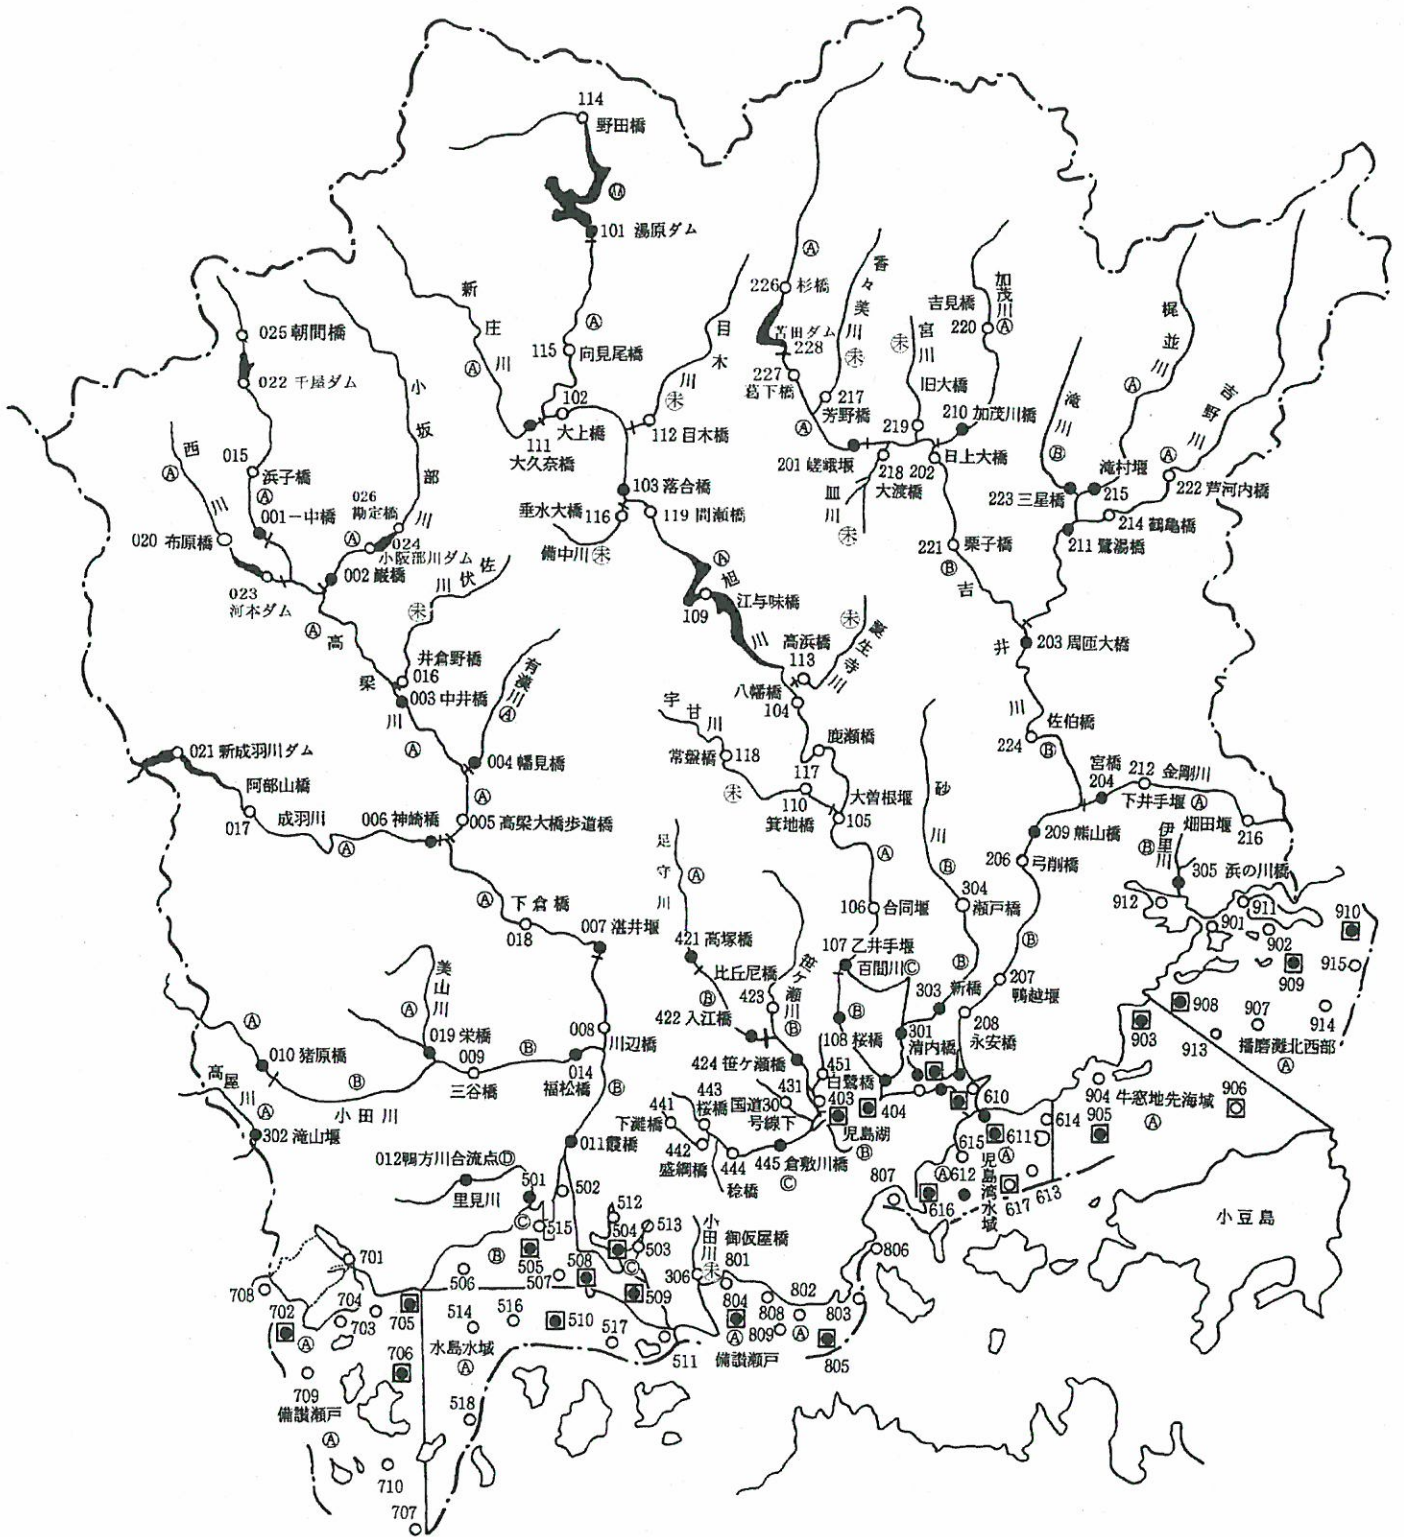 114
野田橋
AA
101 湯原ダム
A
226 杉橋
香々美川
加茂川
吉見橋
220
A
梶並川
A
吉野川
A
新庄川
A
A
115 向見尾橋
目木川
未
苫田ダム
228
未
宮川
未
025 朝間橋
022 千屋ダム
小坂部川
227
葛下橋
217
芳野橋
旧大橋
滝川
B
102
大上橋
112 目木橋
A
219
210 加茂川橋
西川
A
015
浜子橋
A
111
大久奈橋
201 嵯峨堰
218
大渡橋
202
日上大橋
滝村堰
215
222 芦河内橋
223 三星橋
214 鶴亀橋
001 一中橋
026
勘定橋
103 落合橋
垂水大橋
116
119 間瀬橋
皿川
未
211 鷺湯橋
020 布原橋
A
024
小阪部川ダム
備中川
未
221
栗子橋
B
吉井川
023
河本ダム
002 巌橋
佐伏川
未
A
旭川
109
江与味橋
未
A
高梁川
高浜橋
113
203 周匝大橋
井倉野橋
016
003 中井橋
有漢川
A
八幡橋
104
宇甘川
佐伯橋
224
B
021 新成羽川ダム
A
004 幡見橋
常盤橋
118
未
鹿瀬橋
117
砂川
宮橋
204
212
金剛川
阿部山橋
017
成羽川
A
A
006 神崎橋
005 高梁大橋歩道橋
110
箕地橋
大曽根堰
105
下井手堰
A
畑田堰
216
209 熊山橋
206
弓削橋
伊里川
B
足守川
A
A
B
305 浜の川橋
A
下倉橋
018
007 湛井堰
106 合同堰
304
瀬戸橋
912
911
901
902
910
421 高塚橋
107 乙井手堰
百間川
C
B
B
915
909
美山川
A
比丘尼橋
笹ヶ瀬川
B
423
B
303
新橋
207
鴨越堰
908
907
914
422 入江橋
B
108 桜橋
301
清内橋
208
永安橋
903
913
播磨灘北西部
A
A
019 栄橋
008
川辺橋
010 猪原橋
009
三谷橋
B
014
福松橋
424 笹ケ瀬橋
451
白鷺橋
904
牛窓地先海域
A
906
高屋川
A
B
小田川
B
443
桜橋
441
下灘橋
国道30
号線下
431
403
404
610
614
905
302 滝山堰
児島湖
B
615
611
A
児島湾水域
011霞橋
442
盛綱橋
444
稔橋
445 倉敷川橋
C
012鴨方川合流点
D
里見川
501
502
807
A
616
612
617
613
小豆島
C
515
512
504
513
503
小田川
未
御仮屋橋
801
B
505
507
508
C
509
306
806
701
506
708
704
703
705
702
A
514
516
510
517
511
804
A
808
809
802
A
803
805
水島水域
A
備讃瀬戸
706
709
備讃瀬戸
A
518
710
707